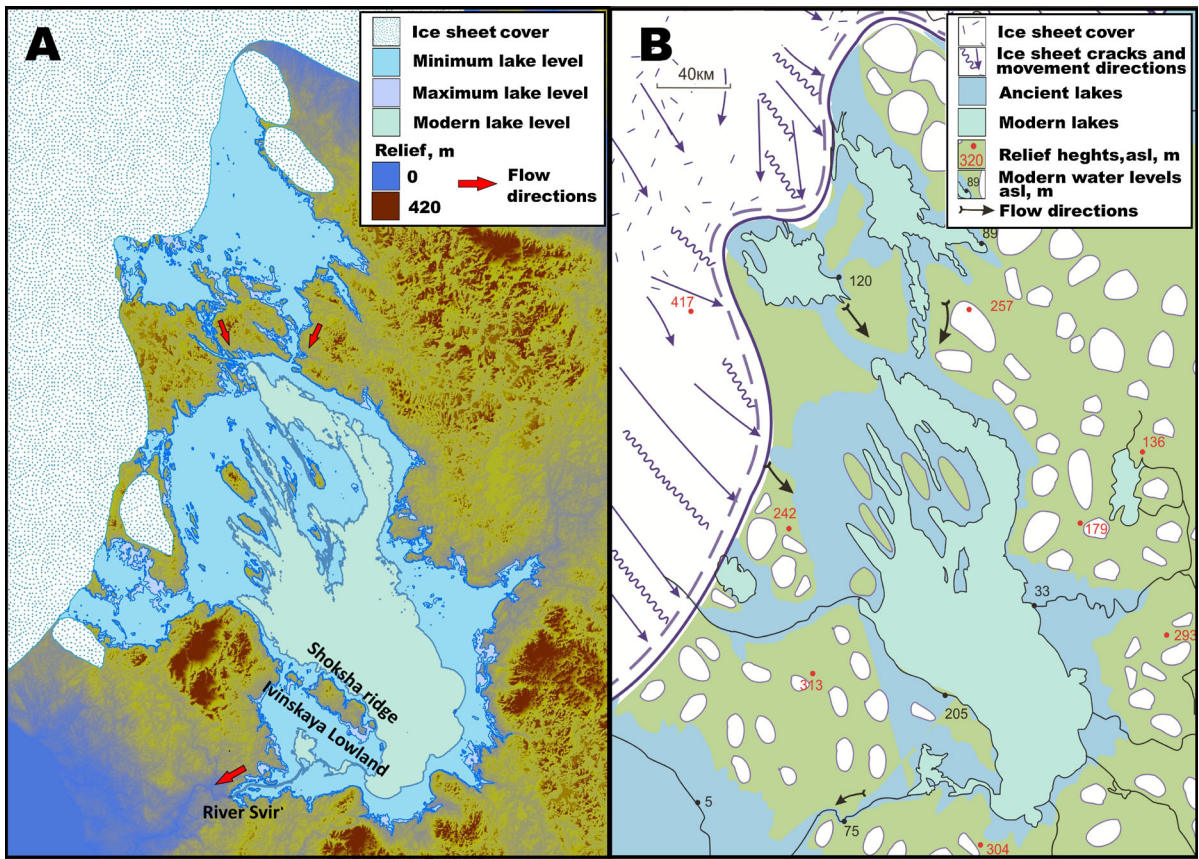 A
Ice sheet cover
Minimum lake level
Maximum lake level
Modern lake level
Relief, m
0
420
Flow
directions
Shoksha ridge
Ivinskaya Lowland
River Svir'
B
40км
Ice sheet cover
Ice sheet cracks and
movement directions
Ancient lakes
Modern lakes
320
Relief heghts,asl, m
89
Modern water levels
asl, m
Flow directions
89
120
417
257
136
242
179
33
293
313
205
5
75
304